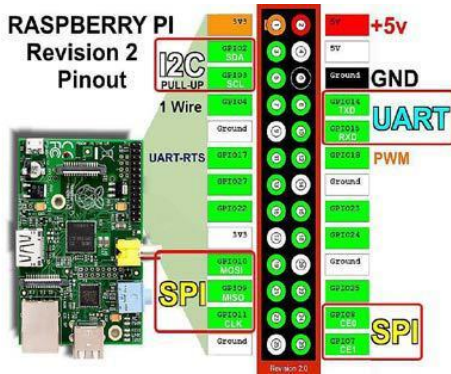 RASPBERRY PI
Revision 2
Pinout
3V3
5V
+5v
I2C
PULL-UP
GPIO2
SDA
5V
GPIO3
SCL
Ground
GND
1 Wire
GPIO4
GPIO14
TXD
UART
Ground
GPIO15
RXD
UART-RTS
GPIO17
GPIO18
PWM
GPIO27
Ground
GPIO22
GPIO23
3V3
GPIO24
SPI
GPIO10
MOSI
Ground
GPIO9
MISO
GPIO25
GPIO11
CLK
GPIO8
CE0
SPI
Ground
GPIO7
CE1
Revision 2.0